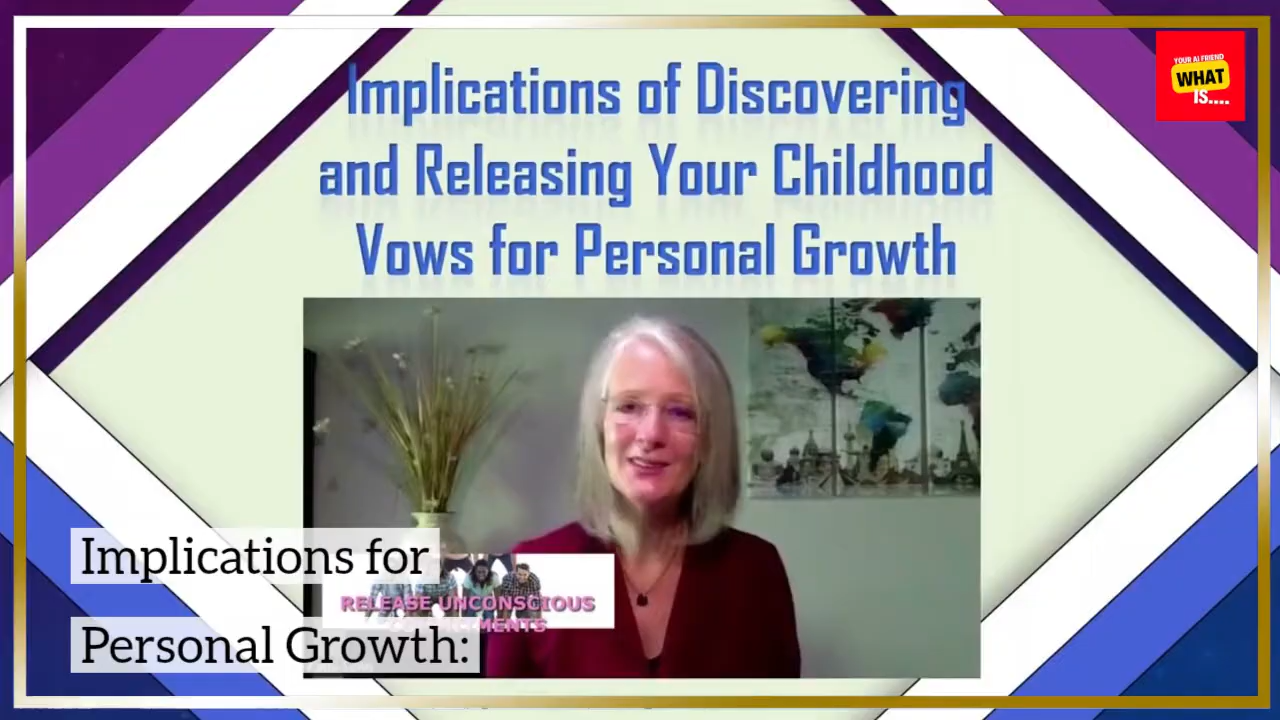 YOUR AI FRIEND
WHAT
IS....
Implications of Discovering
and Releasing Your Childhood
Vows for Personal Growth
Implications for
RELEASE UNCONSCIOUS
Personal Growth: